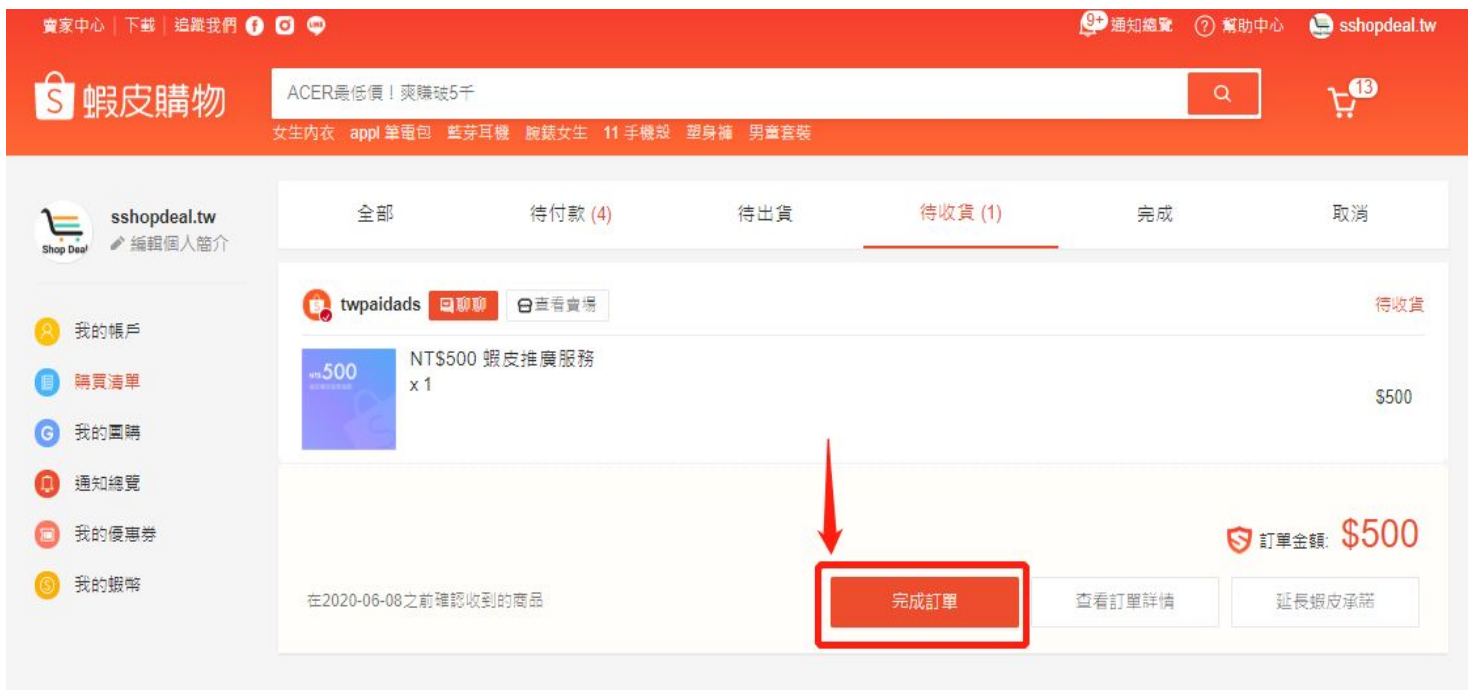 賣家中心 | 下載 | 追蹤我們
9+ 通知總覽 幫助中心 sshopdeal.tw
蝦皮購物
ACER最低價！爽賺破5千
13
女生內衣 appl 筆電包 藍芽耳機 腕錶女生 11 手機殼 塑身褲 男童套裝
sshopdeal.tw
編輯個人簡介
Shop Deal
全部 待付款 (4) 待出貨 待收貨 (1) 完成 取消
我的帳戶
購買清單
我的團購
通知總覽
我的優惠券
我的蝦幣
twpaidads 聊聊 查看賣場 待收貨
NT$500 蝦皮推廣服務
x 1
NT$500
$500
訂單金額: $500
在2020-06-08之前確認收到的商品
完成訂單 查看訂單詳情 延長蝦皮承諾